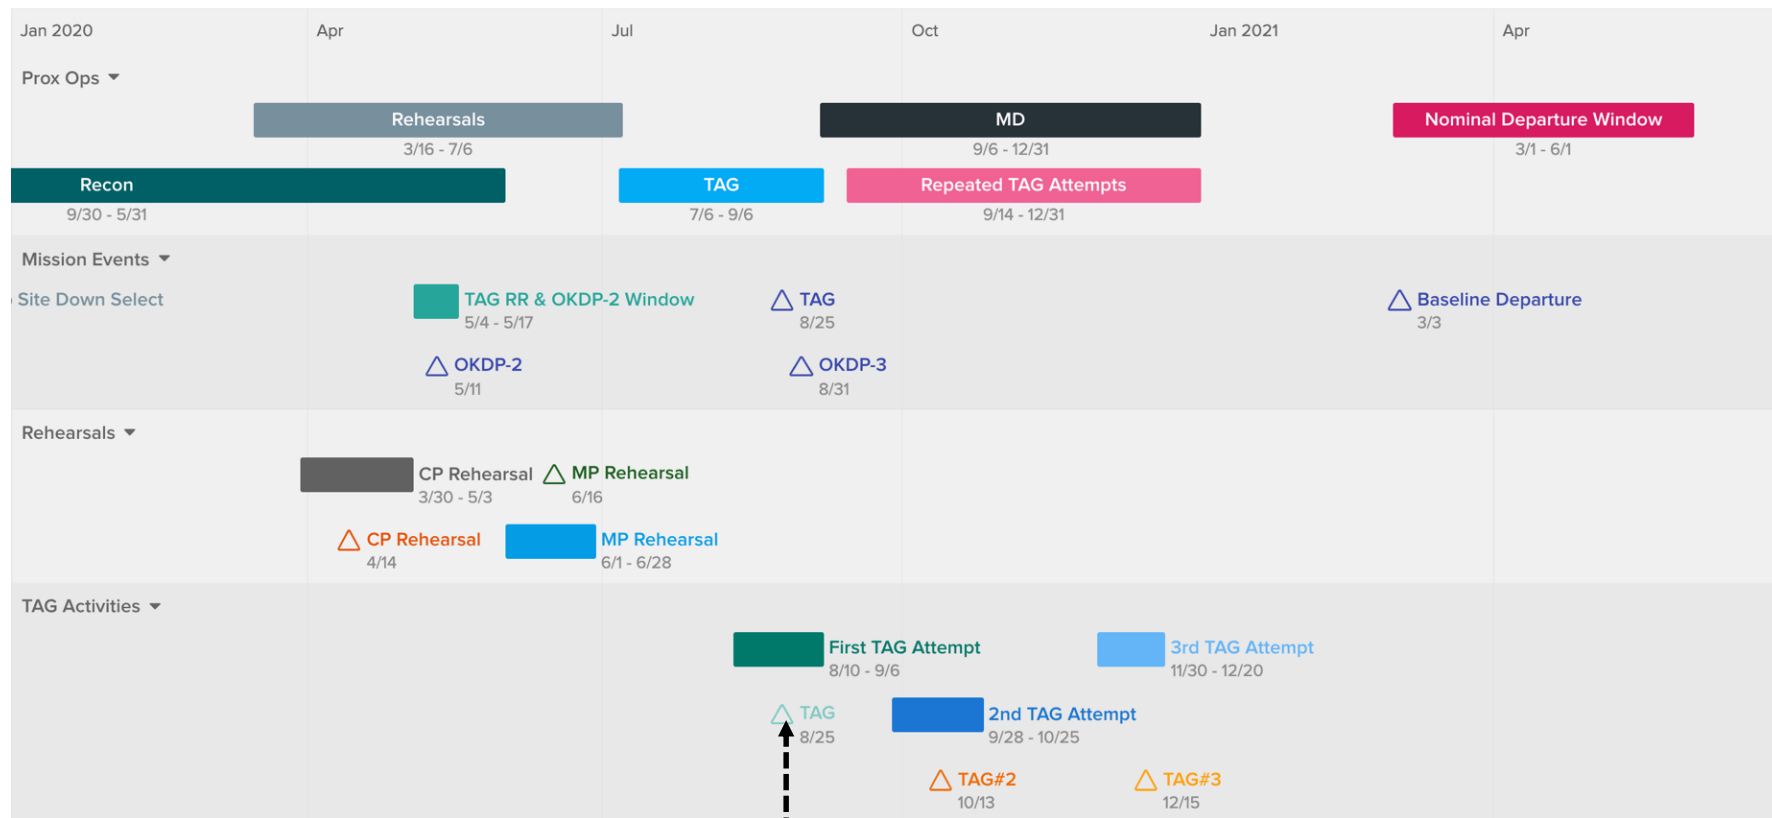 Jan 2020 Apr Jul Oct Jan 2021 Apr
Prox Ops
Rehearsals MD Nominal Departure Window
3/16 - 7/6 9/6 - 12/31 3/1 - 6/1
Recon TAG Repeated TAG Attempts
9/30 - 5/31 7/6 - 9/6 9/14 - 12/31
Mission Events
Site Down Select TAG RR & OKDP-2 Window TAG Baseline Departure
5/4 - 5/17 8/25 3/3
OKDP-2 OKDP-3
5/11 8/31
Rehearsals
CP Rehearsal MP Rehearsal
3/30 - 5/3 6/16
CP Rehearsal MP Rehearsal
4/14 6/1 - 6/28
TAG Activities
First TAG Attempt 3rd TAG Attempt
8/10 - 9/6 11/30 - 12/20
TAG 2nd TAG Attempt
8/25 9/28 - 10/25
TAG#2 TAG#3
10/13 12/15